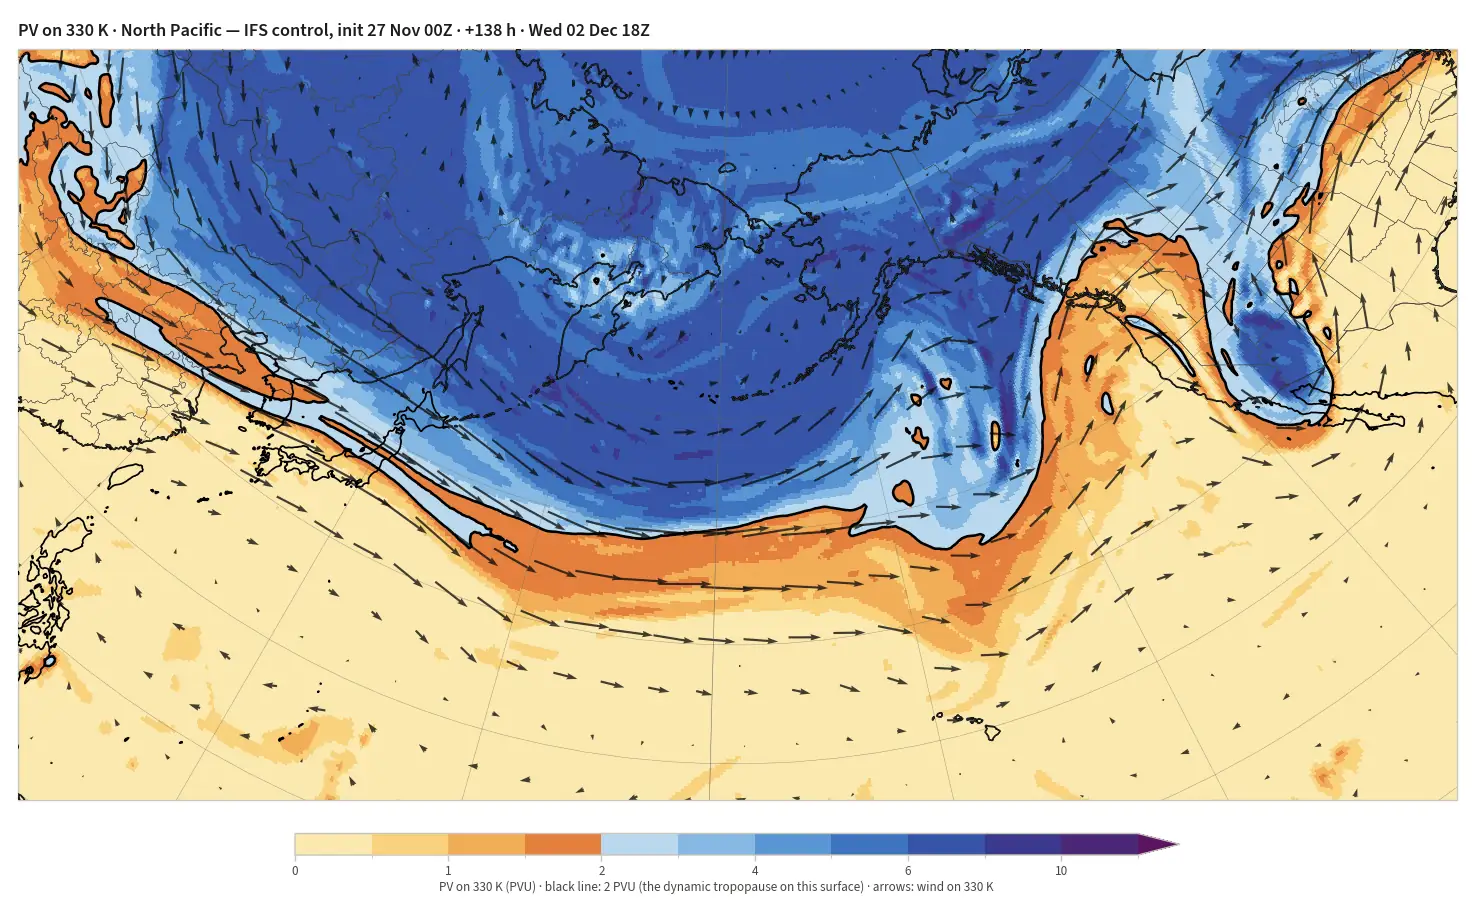 PV on 330 K · North Pacific — IFS control, init 27 Nov 00Z · +138 h · Wed 02 Dec 18Z
0 1 2 4 6 10
PV on 330 K (PVU) · black line: 2 PVU (the dynamic tropopause on this surface) · arrows: wind on 330 K